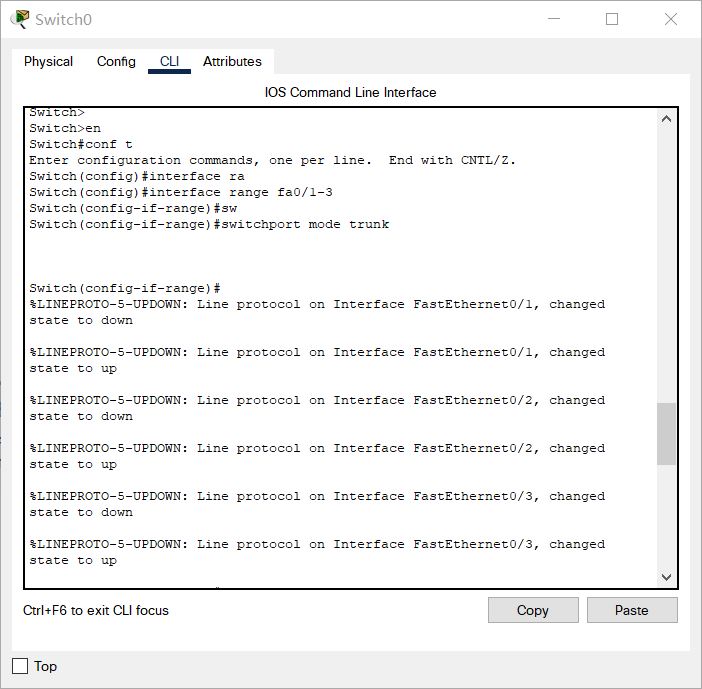 Switch0
Physical Config CLI Attributes
IOS Command Line Interface
Switch>
Switch>en
Switch#conf t
Enter configuration commands, one per line.  End with CNTL/Z.
Switch(config)#interface ra
Switch(config)#interface range fa0/1-3
Switch(config-if-range)#sw
Switch(config-if-range)#switchport mode trunk
Switch(config-if-range)#
%LINEPROTO-5-UPDOWN: Line protocol on Interface FastEthernet0/1, changed
state to down
%LINEPROTO-5-UPDOWN: Line protocol on Interface FastEthernet0/1, changed
state to up
%LINEPROTO-5-UPDOWN: Line protocol on Interface FastEthernet0/2, changed
state to down
%LINEPROTO-5-UPDOWN: Line protocol on Interface FastEthernet0/2, changed
state to up
%LINEPROTO-5-UPDOWN: Line protocol on Interface FastEthernet0/3, changed
state to down
%LINEPROTO-5-UPDOWN: Line protocol on Interface FastEthernet0/3, changed
state to up
Ctrl+F6 to exit CLI focus
Copy
Paste
Top